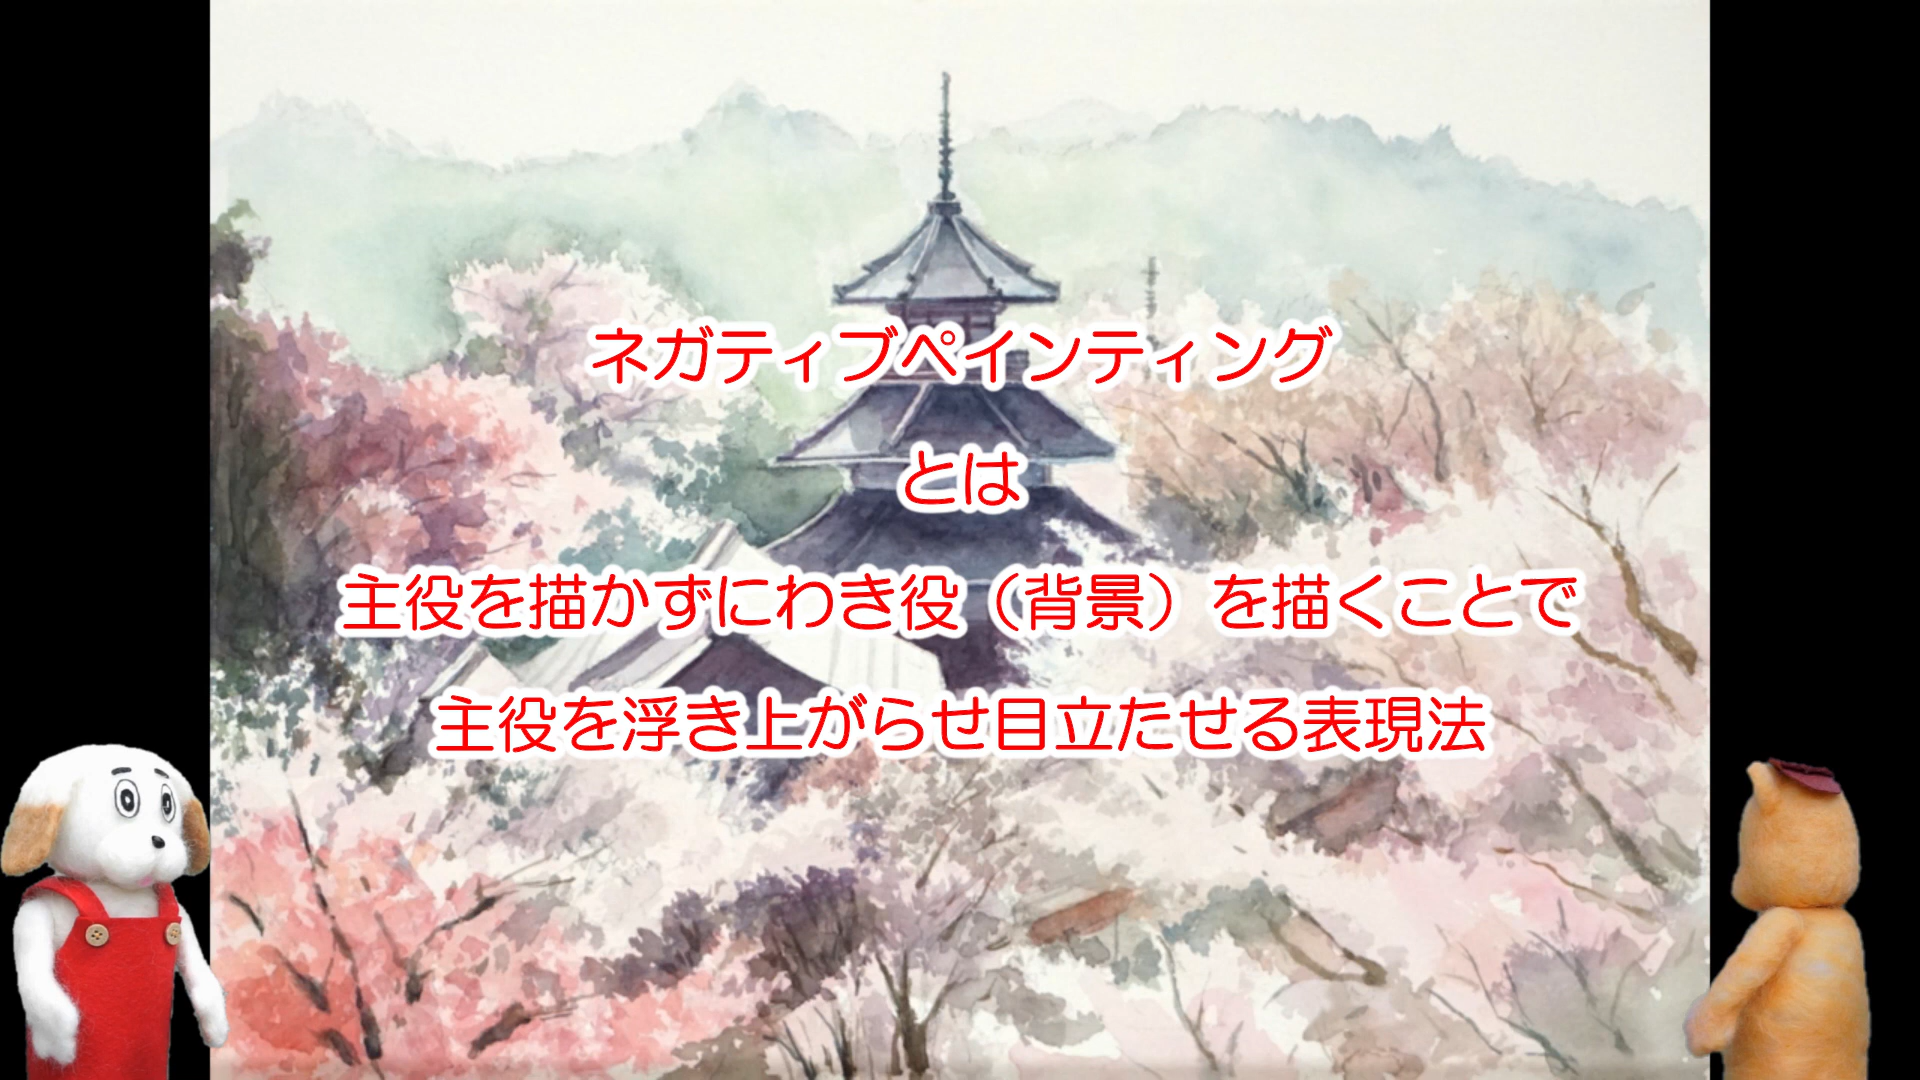 ネガティブペインティング
とは
主役を描かずにわき役（背景）を描くことで
主役を浮き上がらせ目立たせる表現法